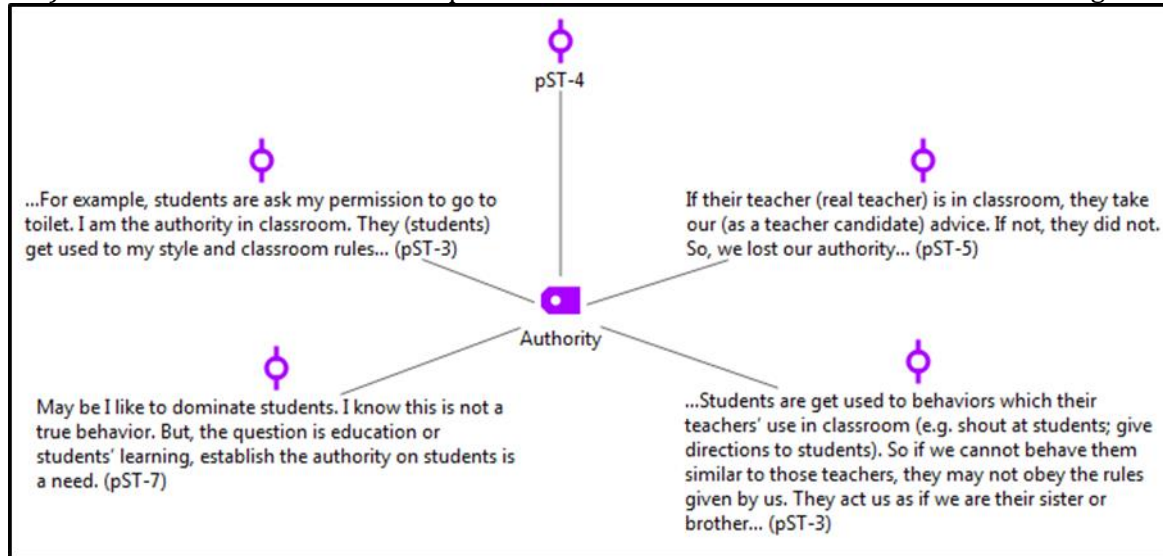 pST-4
...For example, students are ask my permission to go to
toilet. I am the authority in classroom. They (students)
get used to my style and classroom rules... (pST-3)
If their teacher (real teacher) is in classroom, they take
our (as a teacher candidate) advice. If not, they did not.
So, we lost our authority... (pST-5)
Authority
May be I like to dominate students. I know this is not a
true behavior. But, the question is education or
students' learning, establish the authority on students is
a need. (pST-7)
...Students are get used to behaviors which their
teachers' use in classroom (e.g. shout at students; give
directions to students). So if we cannot behave them
similar to those teachers, they may not obey the rules
given by us. They act us as if we are their sister or
brother... (pST-3)